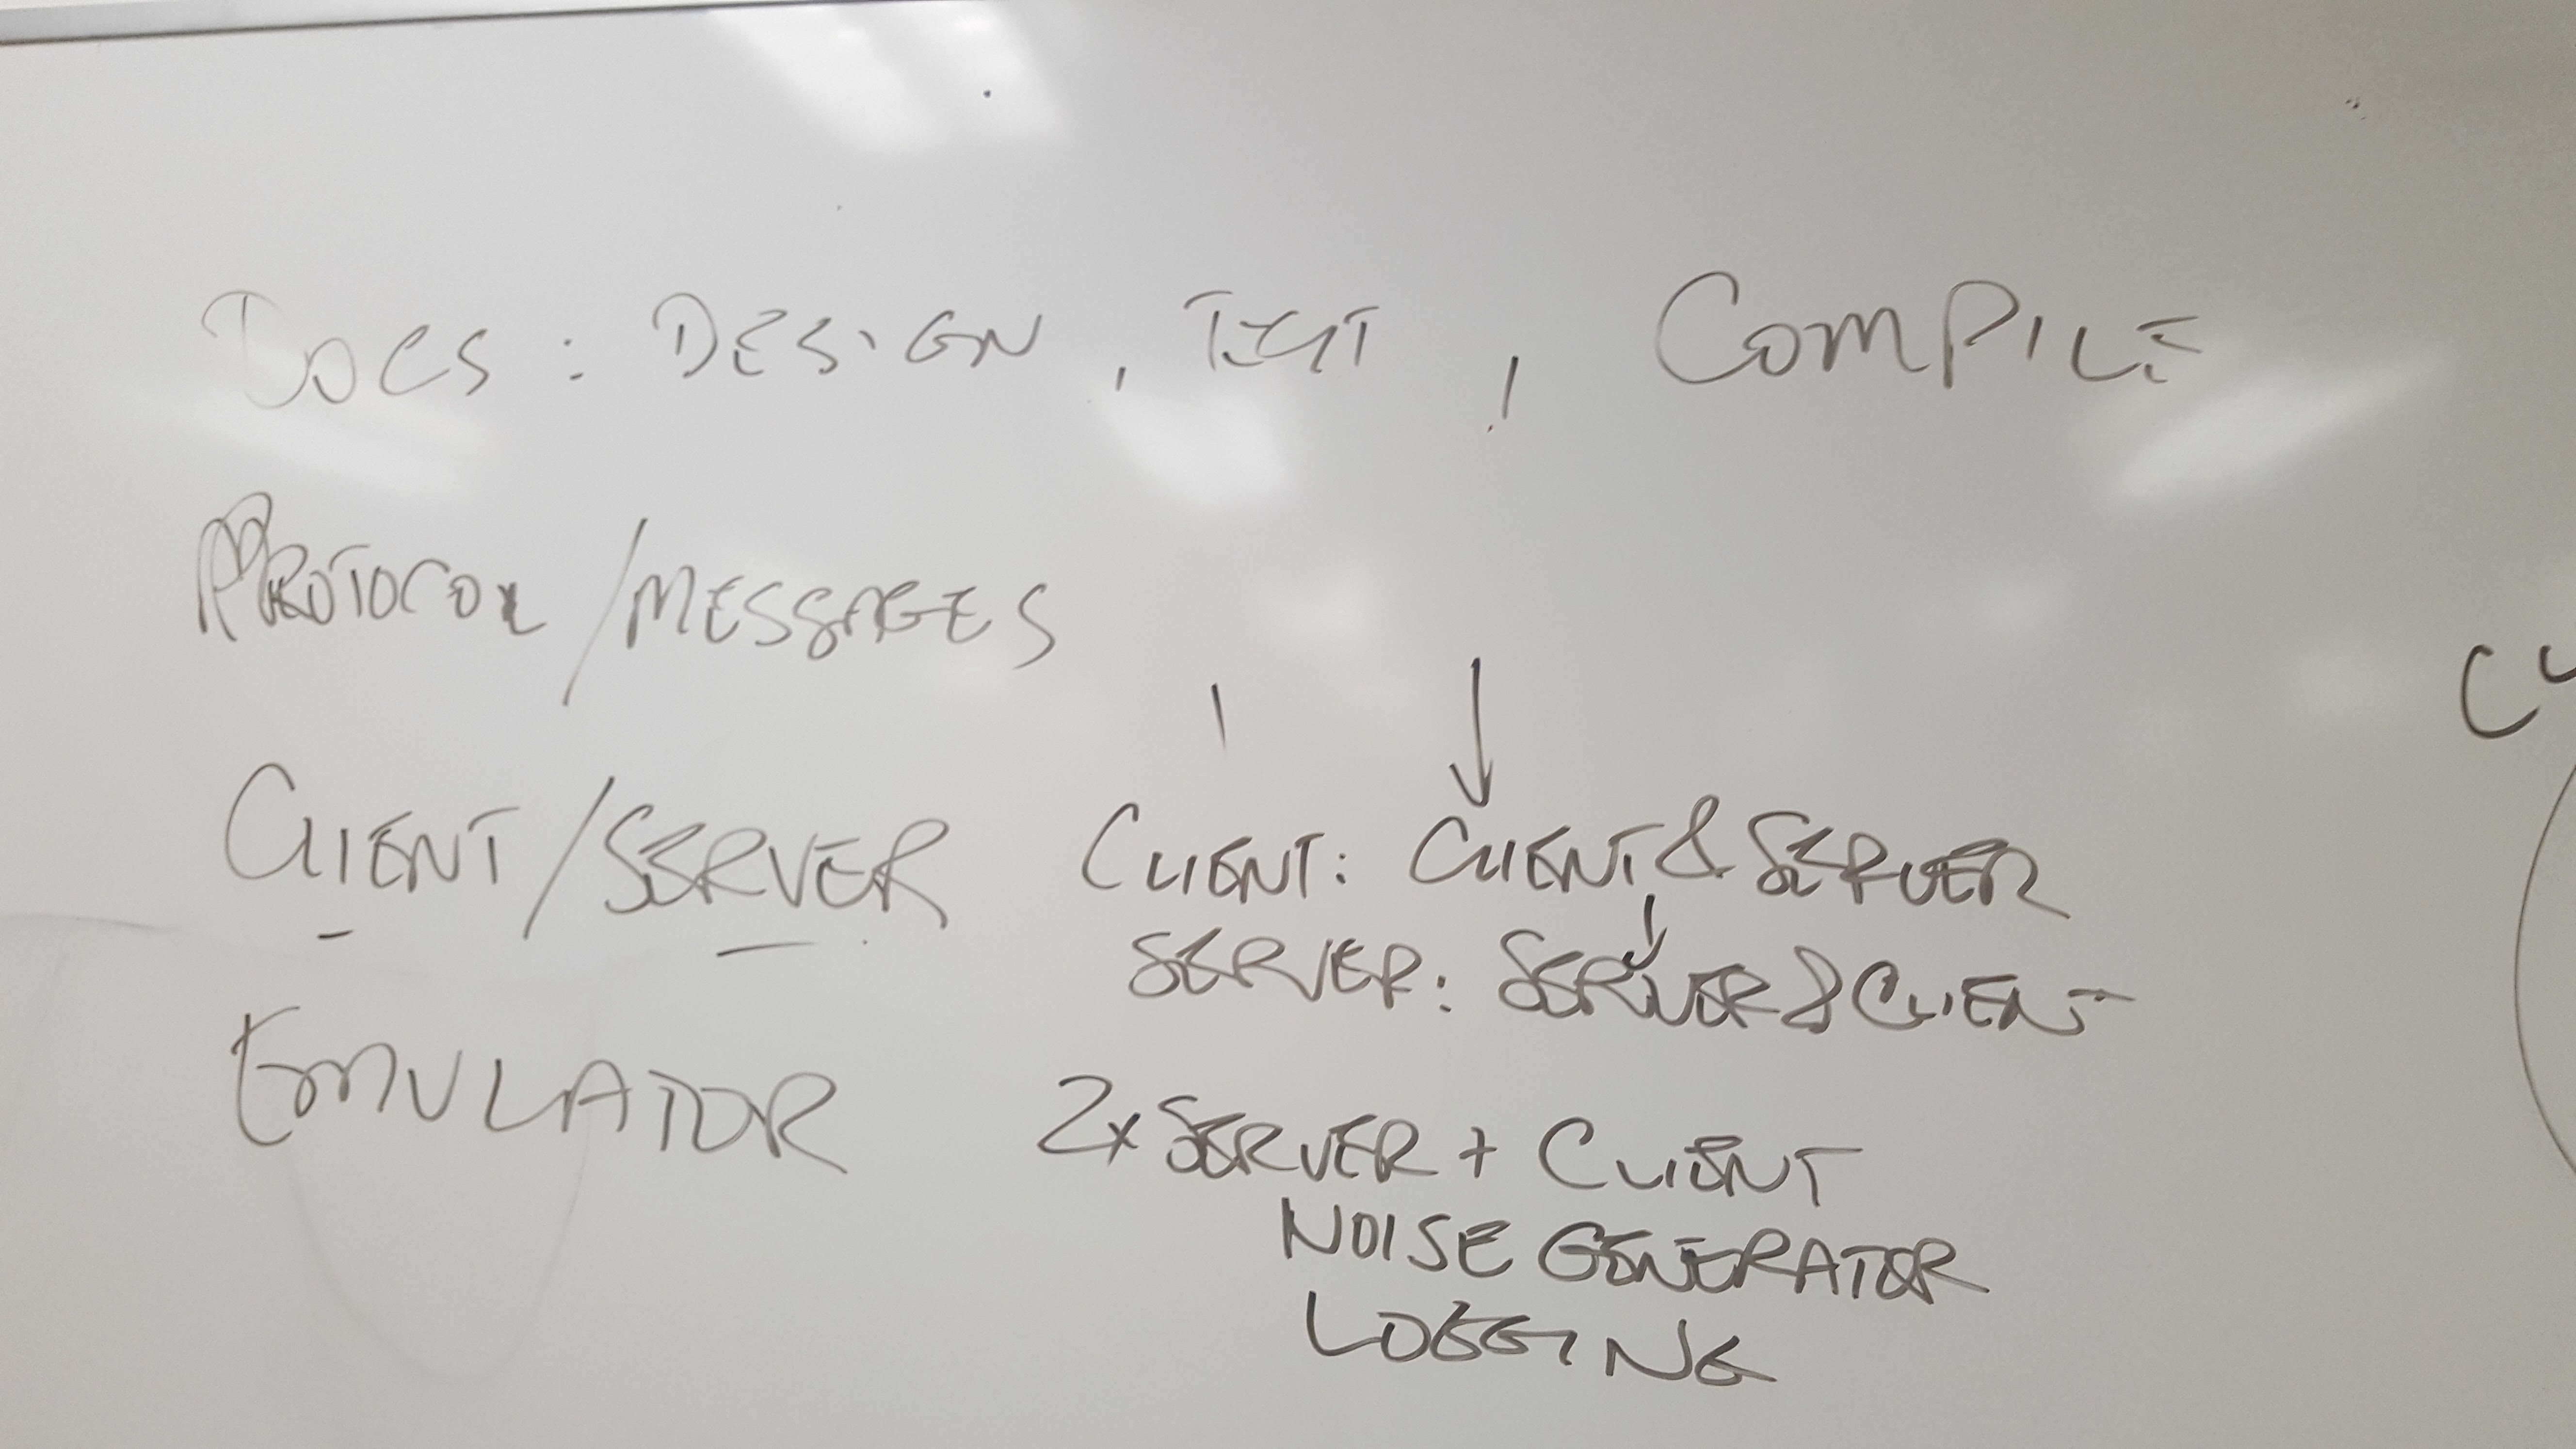 DOCS: DESIGN, TEST, COMPILE
PROTOCOL/MESSAGES
CLIENT/SERVER CLIENT: CLIENT & SERVER
SERVER: SERVER & CLIENT
EMULATOR 2x SERVER + CLIENT
NOISE GENERATOR
LOGGING